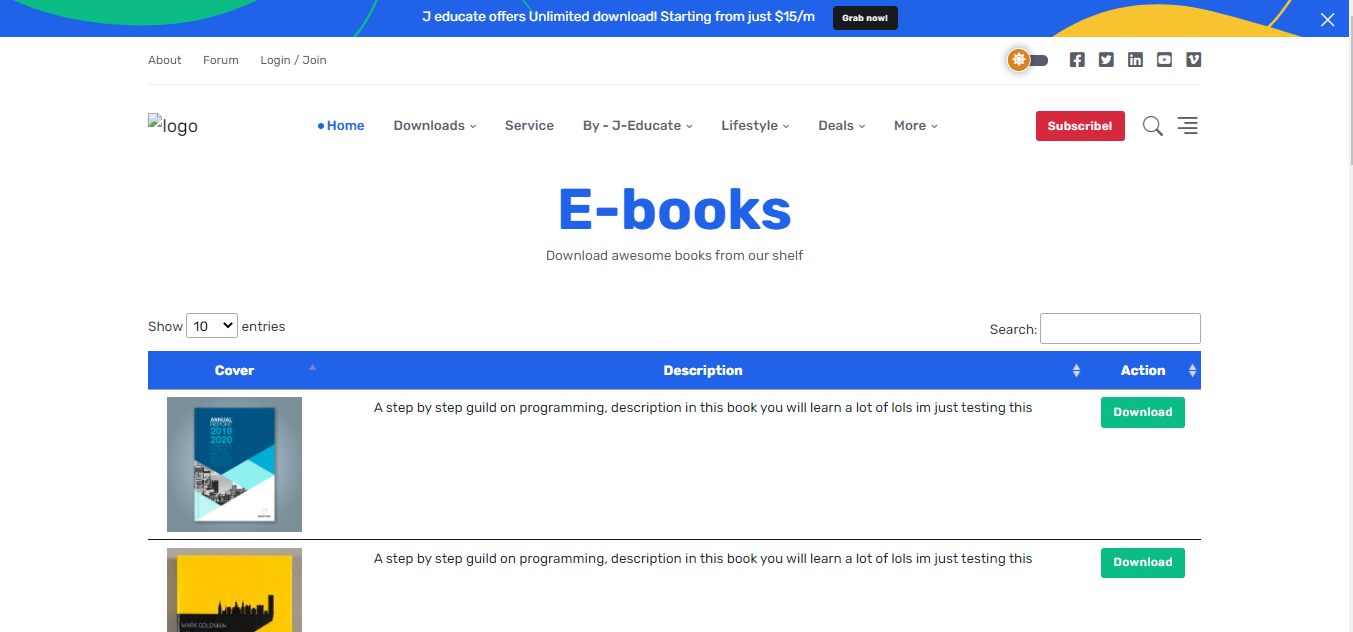 J educate offers Unlimited download! Starting from just $15/m Grab now!
About Forum Login / Join
logo Home Downloads Service By - J-Educate Lifestyle Deals More Subscribe!
E-books
Download awesome books from our shelf
Show 10 entries Search:
Cover Description Action
A step by step guild on programming, description in this book you will learn a lot of lols im just testing this Download
ANNUAL
REPORT
2019
2020
A step by step guild on programming, description in this book you will learn a lot of lols im just testing this Download
MARK GOLDMAN